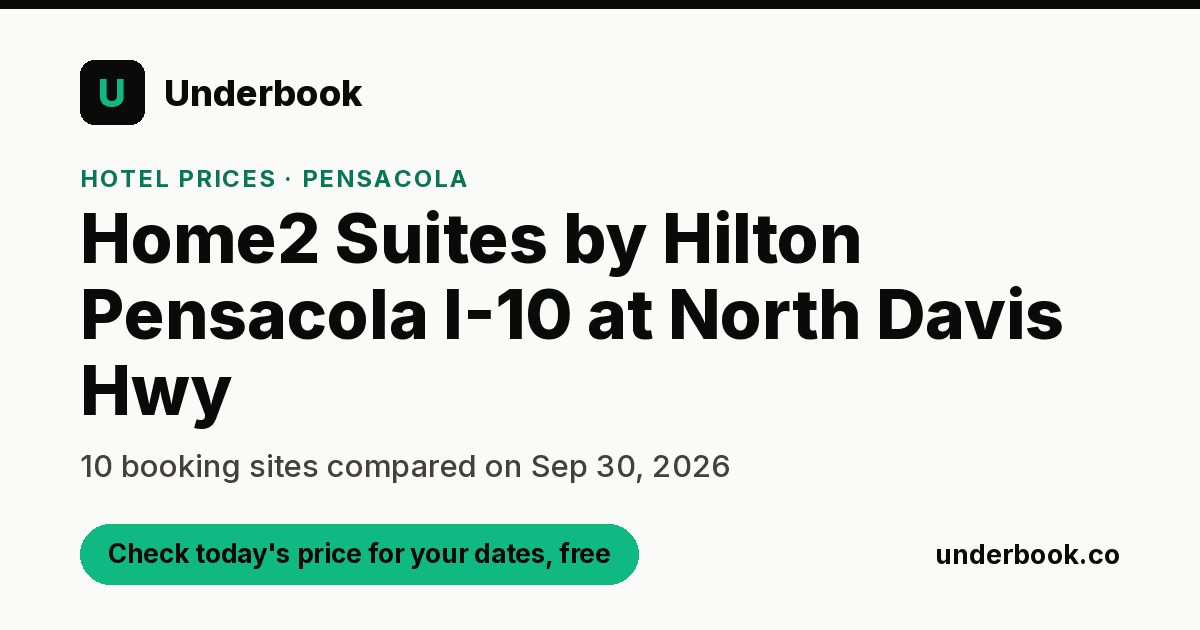 U Underbook
HOTEL PRICES · PENSACOLA
Home2 Suites by Hilton
Pensacola I-10 at North Davis
Hwy
10 booking sites compared on Sep 30, 2026
Check today's price for your dates, free
underbook.co